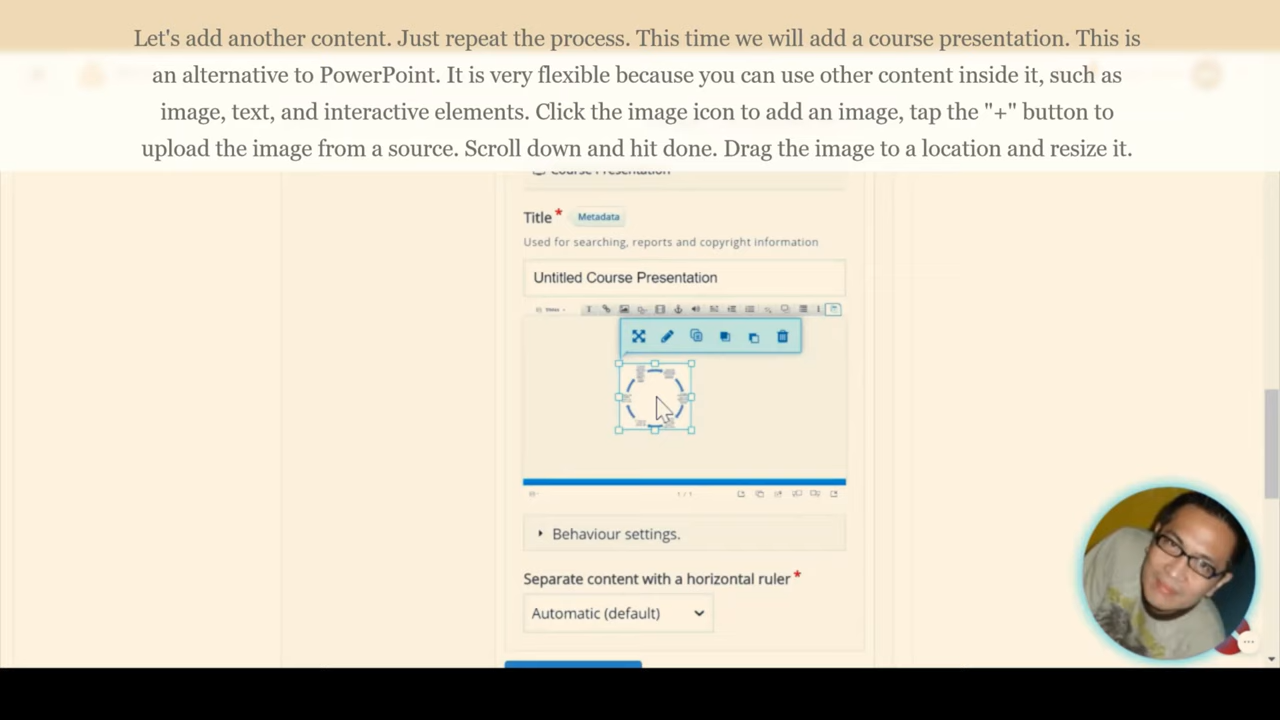 Let's add another content. Just repeat the process. This time we will add a course presentation. This is
an alternative to PowerPoint. It is very flexible because you can use other content inside it, such as
image, text, and interactive elements. Click the image icon to add an image, tap the "+" button to
upload the image from a source. Scroll down and hit done. Drag the image to a location and resize it.
Course Presentation
Title* Metadata
Used for searching, reports and copyright information
Untitled Course Presentation
1 / 1
Behaviour settings.
Separate content with a horizontal ruler*
Automatic (default)